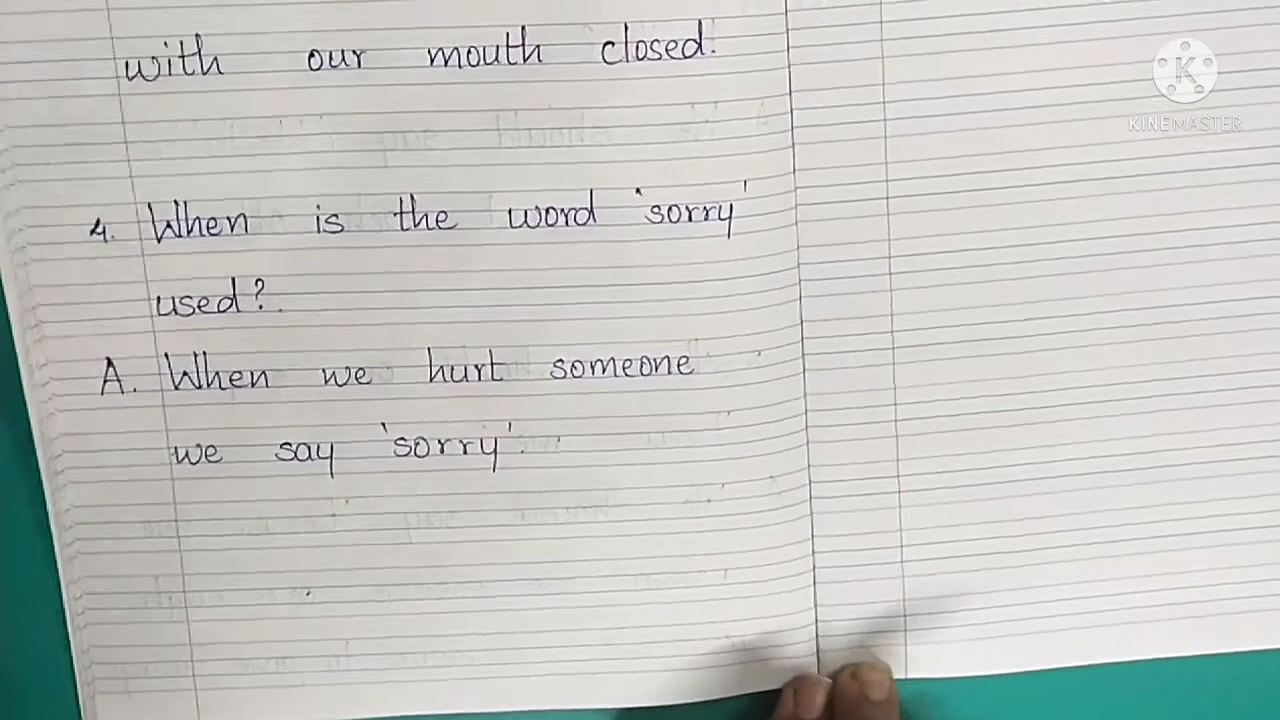 with our mouth closed.
4. When is the word 'sorry'
used?.
A. When we hurt someone
we say 'sorry'.
K
KINEMASTER